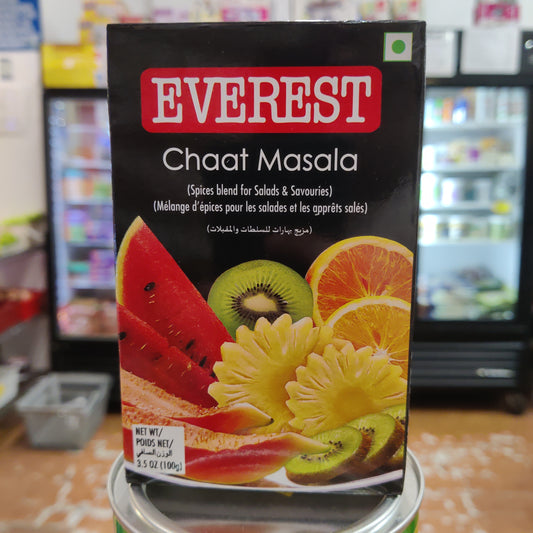 EVEREST
Chaat Masala
(Spices blend for Salads & Savouries)
(Mélange d'épices pour les salades et les apprêts salés)
(مزيج بهارات للسلطات والمقبلات)
NET WT/
POIDS NET/
الوزن الصافي
3.5 OZ (100g)